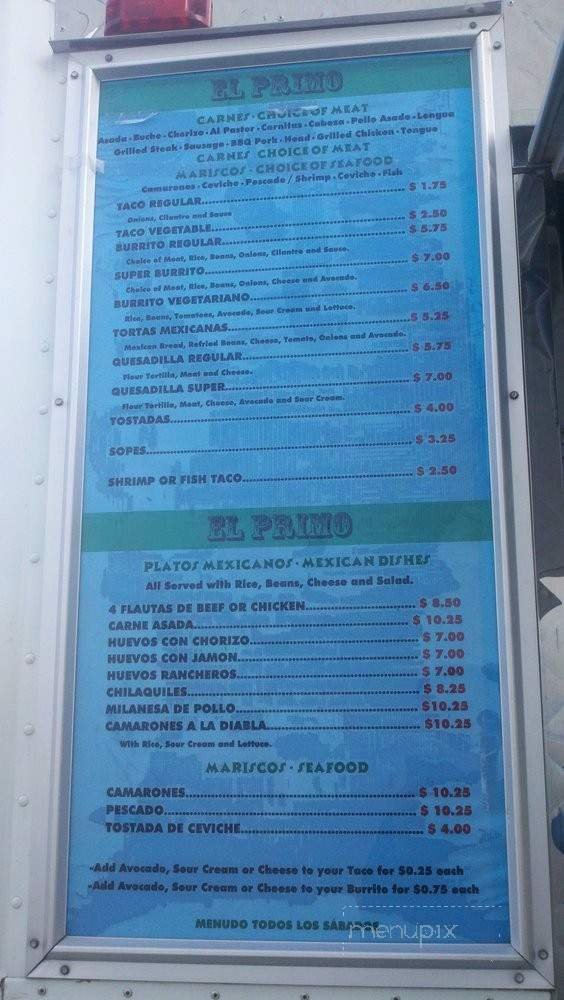 EL PRIMO
CARNES · CHOICE OF MEAT
Asada · Buche · Chorizo · Al Pastor · Carnitas · Cabeza · Pollo Asado · Lengua
Grilled Steak · Sausage · BBQ Pork · Head · Grilled Chicken · Tongue
CARNES CHOICE OF MEAT
MARISCOS · CHOICE OF SEAFOOD
Camarones · Ceviche · Pescado / Shrimp · Ceviche · Fish
TACO REGULAR $ 1.75
Onions, Cilantro and Sauce
TACO VEGETABLE $ 2.50
BURRITO REGULAR $ 5.75
Choice of Meat, Rice, Beans, Onions, Cilantro and Sauce.
SUPER BURRITO $ 7.00
Choice of Meat, Rice, Beans, Onions, Cheese and Avocado.
BURRITO VEGETARIANO $ 6.50
Rice, Beans, Tomatoes, Avocado, Sour Cream and Lettuce.
TORTAS MEXICANAS $ 5.25
Mexican Bread, Refried Beans, Cheese, Tomato, Onions and Avocado.
QUESADILLA REGULAR $ 5.75
Flour Tortilla, Meat and Cheese.
QUESADILLA SUPER $ 7.00
Flour Tortilla, Meat, Cheese, Avocado and Sour Cream.
TOSTADAS $ 4.00
SOPES $ 3.25
SHRIMP OR FISH TACO $ 2.50
EL PRIMO
PLATOS MEXICANOS · MEXICAN DISHES
All Served with Rice, Beans, Cheese and Salad.
4 FLAUTAS DE BEEF OR CHICKEN $ 8.50
CARNE ASADA $ 10.25
HUEVOS CON CHORIZO $ 7.00
HUEVOS CON JAMON $ 7.00
HUEVOS RANCHEROS $ 7.00
CHILAQUILES $ 8.25
MILANESA DE POLLO $10.25
CAMARONES A LA DIABLA $10.25
With Rice, Sour Cream and Lettuce.
MARISCOS · SEAFOOD
CAMARONES $ 10.25
PESCADO $ 10.25
TOSTADA DE CEVICHE $ 4.00
-Add Avocado, Sour Cream or Cheese to your Taco for $0.25 each
-Add Avocado, Sour Cream or Cheese to your Burrito for $0.75 each
MENUDO TODOS LOS SÁBADOS
menupix